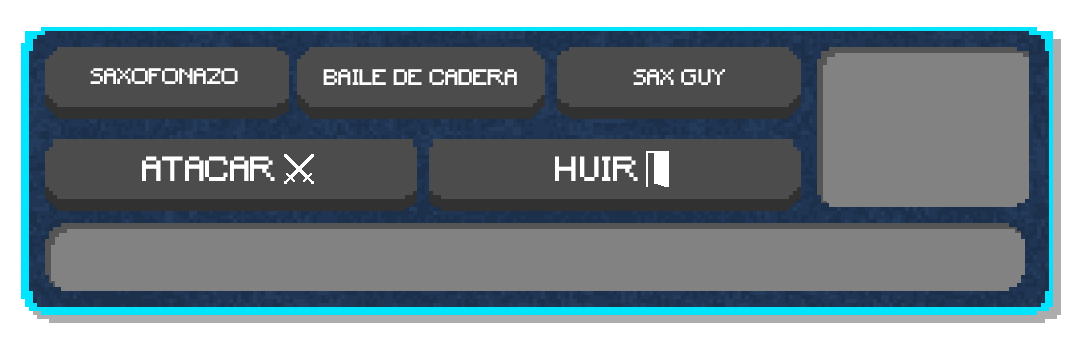 SAXOFONAZO
BAILE DE CADERA
SAX GUY
ATACAR
HUIR